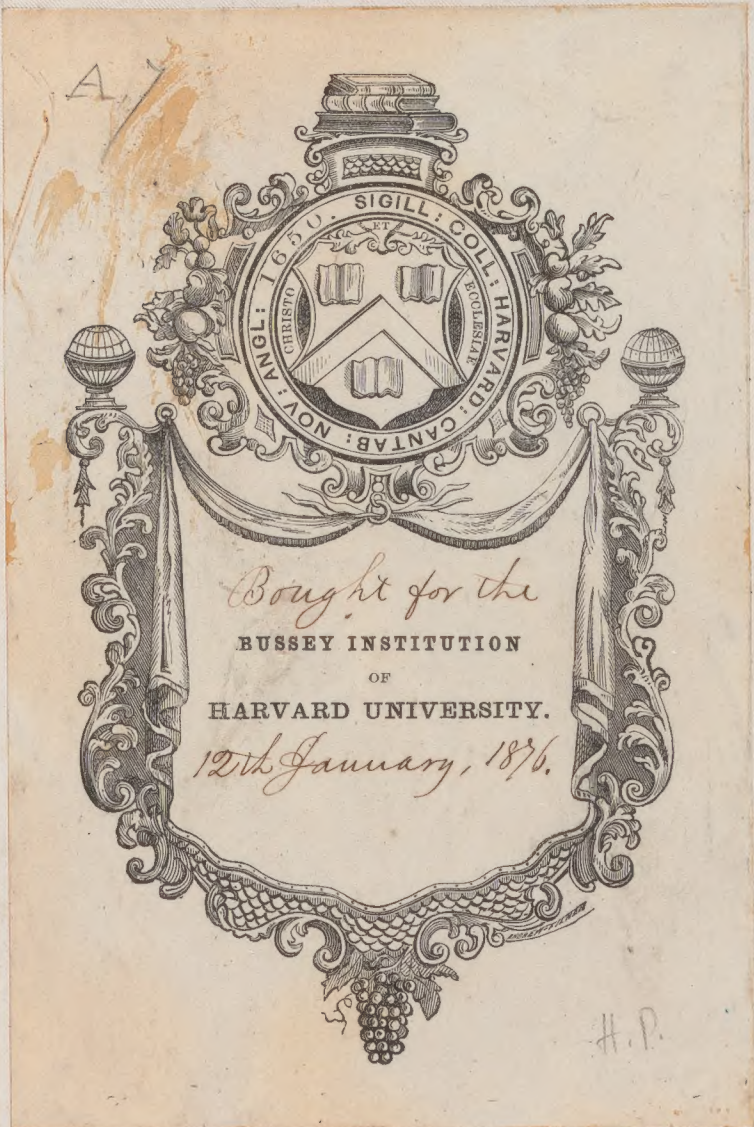 A. 7
SIGILL: COLL: HARVARD: CANTAB: NOV: ANGL: 1650.
CHRISTO
ET
ECCLESIAE
Bought for the
BUSSEY INSTITUTION
OF
HARVARD UNIVERSITY.
12th January, 1876.
H. P.